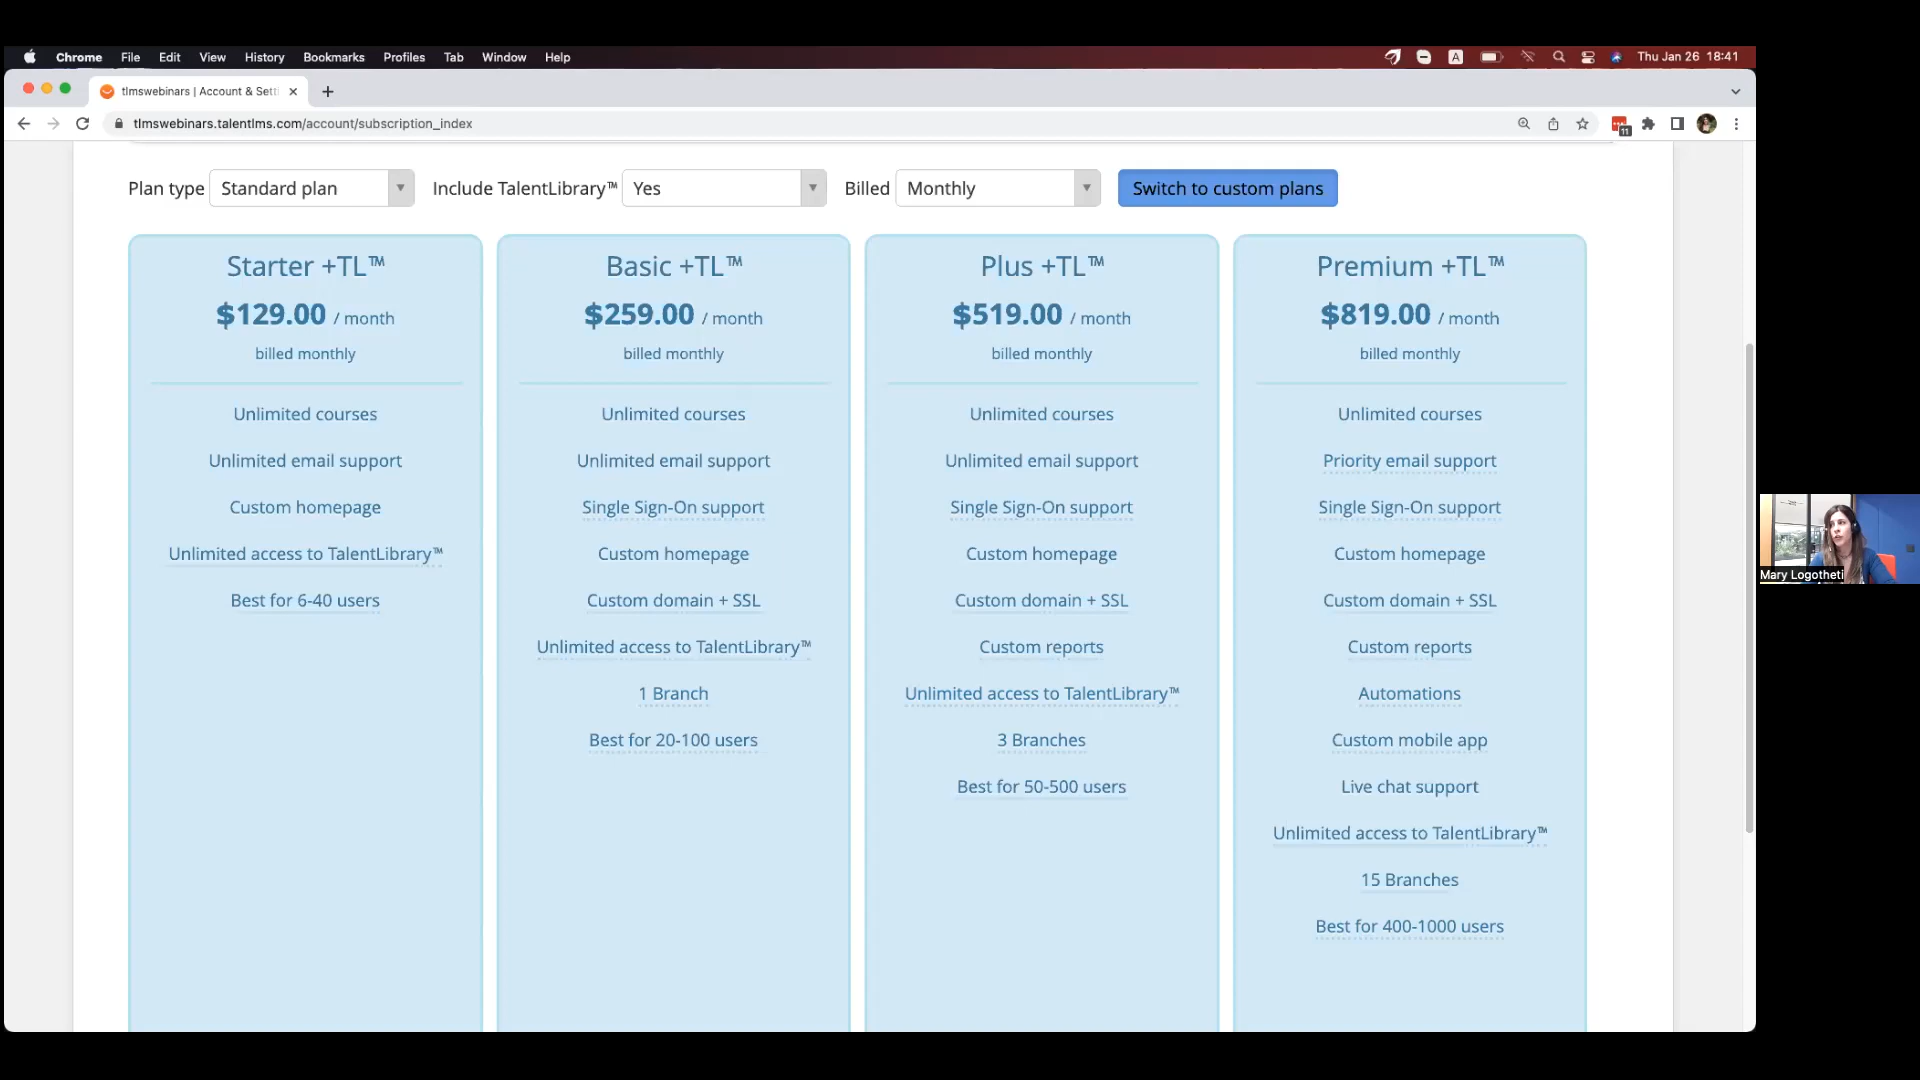 Chrome File Edit View History Bookmarks Profiles Tab Window Help
A
Thu Jan 26 18:41
tlmswebinars | Account & Setti
tlmswebinars.talentlms.com/account/subscription_index
11
Plan type Standard plan Include TalentLibrary™ Yes Billed Monthly Switch to custom plans
Starter +TL™
$129.00 / month
billed monthly
Unlimited courses
Unlimited email support
Custom homepage
Unlimited access to TalentLibrary™
Best for 6-40 users
Basic +TL™
$259.00 / month
billed monthly
Unlimited courses
Unlimited email support
Single Sign-On support
Custom homepage
Custom domain + SSL
Unlimited access to TalentLibrary™
1 Branch
Best for 20-100 users
Plus +TL™
$519.00 / month
billed monthly
Unlimited courses
Unlimited email support
Single Sign-On support
Custom homepage
Custom domain + SSL
Custom reports
Unlimited access to TalentLibrary™
3 Branches
Best for 50-500 users
Premium +TL™
$819.00 / month
billed monthly
Unlimited courses
Priority email support
Single Sign-On support
Custom homepage
Custom domain + SSL
Custom reports
Automations
Custom mobile app
Live chat support
Unlimited access to TalentLibrary™
15 Branches
Best for 400-1000 users
Mary Logotheti